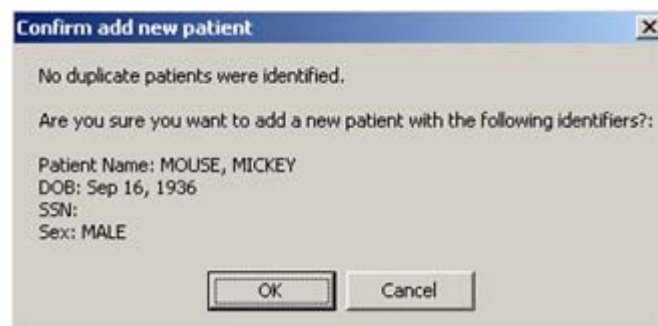 Confirm add new patient
No duplicate patients were identified.
Are you sure you want to add a new patient with the following identifiers?:
Patient Name: MOUSE, MICKEY
DOB: Sep 16, 1936
SSN:
Sex: MALE
OK Cancel